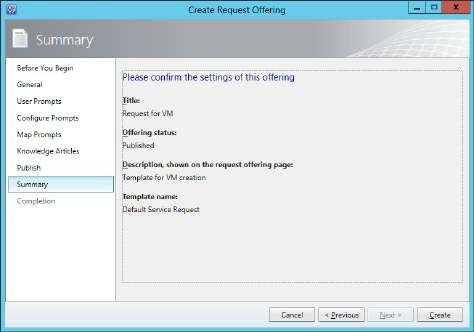 Create Request Offering
Summary
Before You Begin
General
User Prompts
Configure Prompts
Map Prompts
Knowledge Articles
Publish
Summary
Completion
Please confirm the settings of this offering
Title:
Request for VM
Offering status:
Published
Description, shown on the request offering page:
Template for VM creation
Template name:
Default Service Request
Cancel
< Previous
Next >
Create